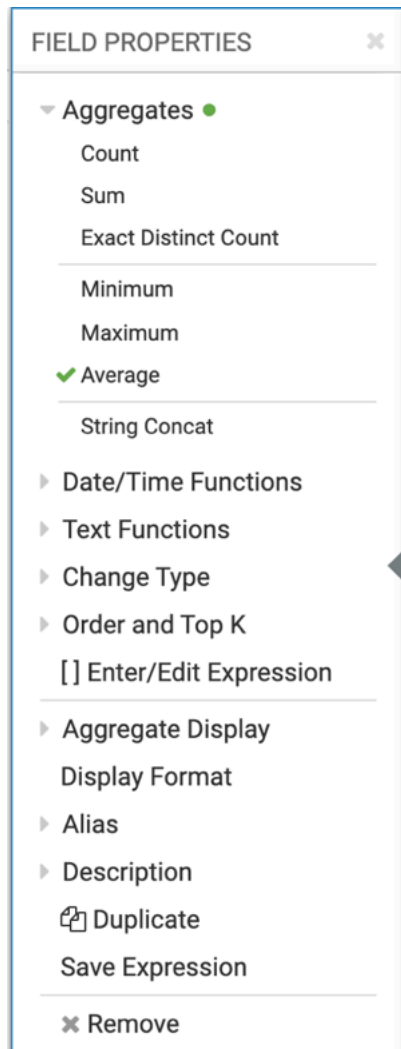 FIELD PROPERTIES
Aggregates
Count
Sum
Exact Distinct Count
Minimum
Maximum
Average
String Concat
Date/Time Functions
Text Functions
Change Type
Order and Top K
[ ] Enter/Edit Expression
Aggregate Display
Display Format
Alias
Description
Duplicate
Save Expression
Remove